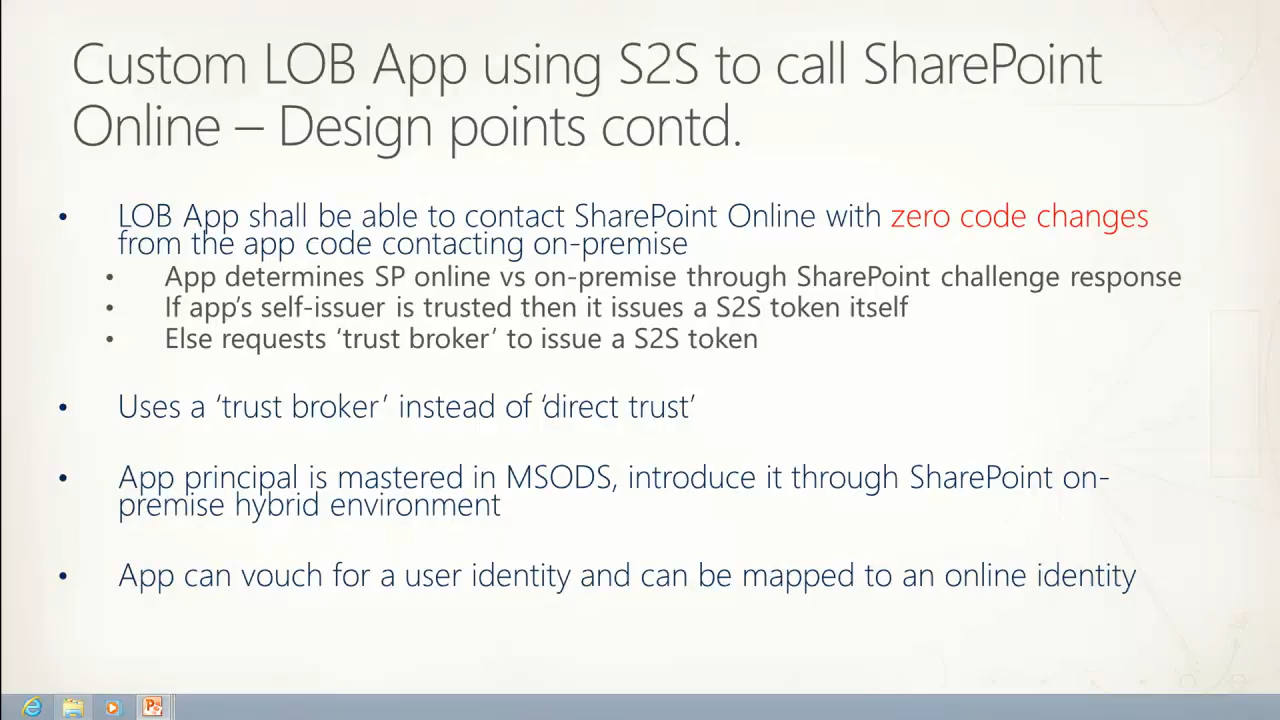 Custom LOB App using S2S to call SharePoint
Online – Design points contd.
• LOB App shall be able to contact SharePoint Online with zero code changes
from the app code contacting on-premise
• App determines SP online vs on-premise through SharePoint challenge response
• If app's self-issuer is trusted then it issues a S2S token itself
• Else requests 'trust broker' to issue a S2S token
• Uses a 'trust broker' instead of 'direct trust'
• App principal is mastered in MSODS, introduce it through SharePoint on-
premise hybrid environment
• App can vouch for a user identity and can be mapped to an online identity